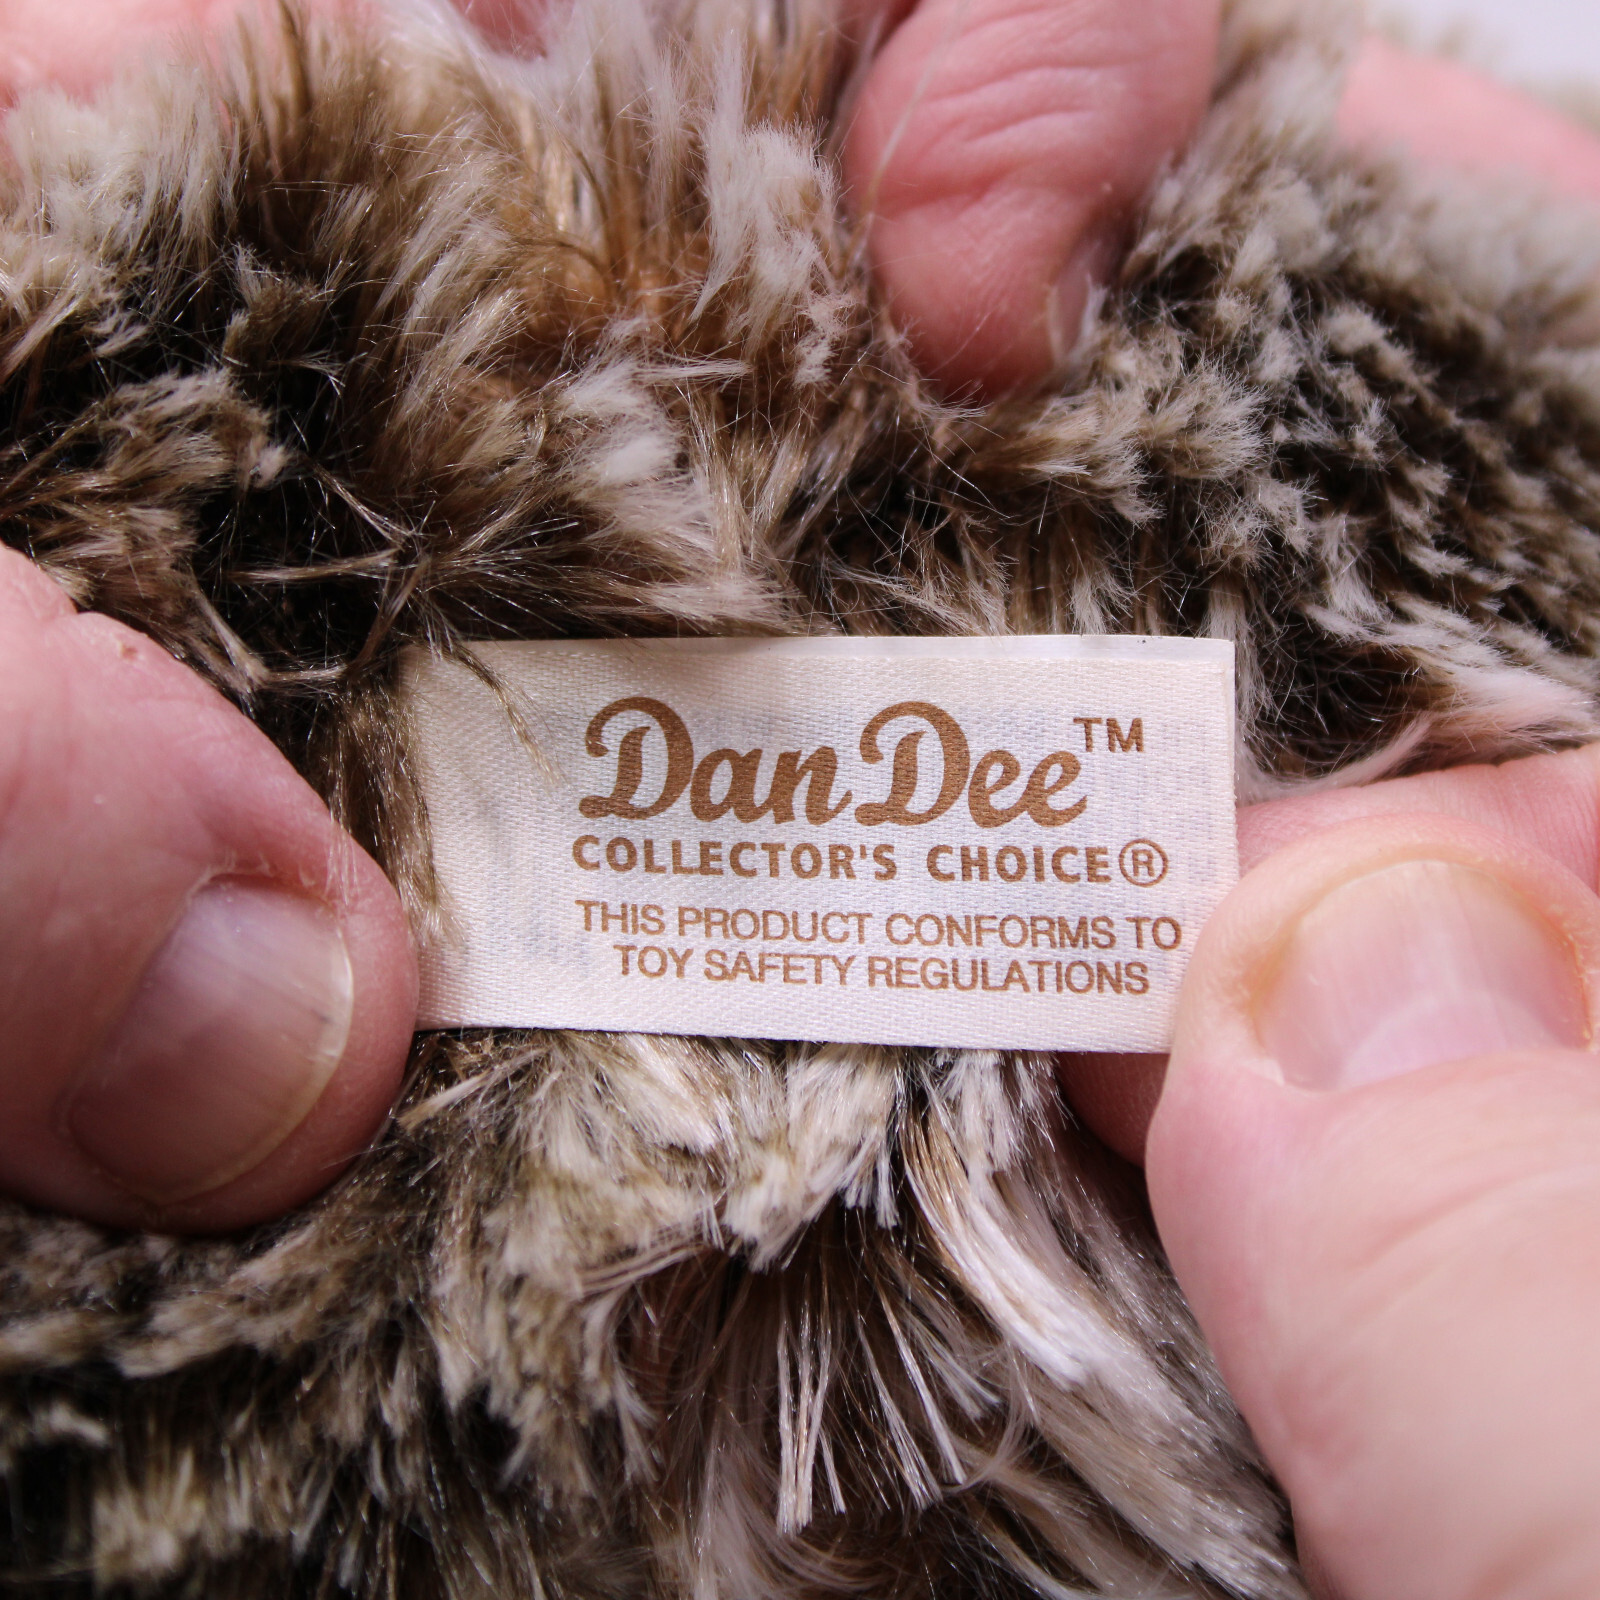 Dan Dee™
COLLECTOR'S CHOICE®
THIS PRODUCT CONFORMS TO
TOY SAFETY REGULATIONS